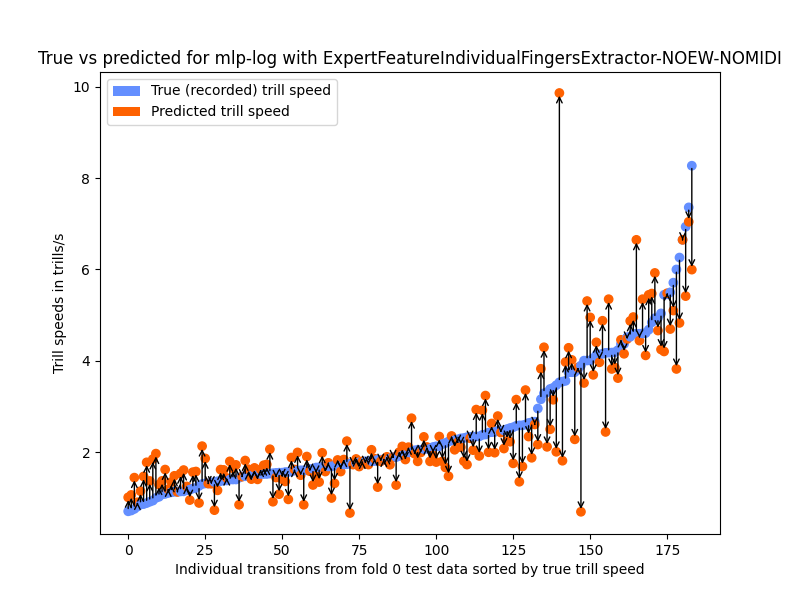 True vs predicted for mlp-log with ExpertFeatureIndividualFingersExtractor-NOEW-NOMIDI
True (recorded) trill speed
Predicted trill speed
Trill speeds in trills/s
10
8
6
4
2
0 25 50 75 100 125 150 175
Individual transitions from fold 0 test data sorted by true trill speed